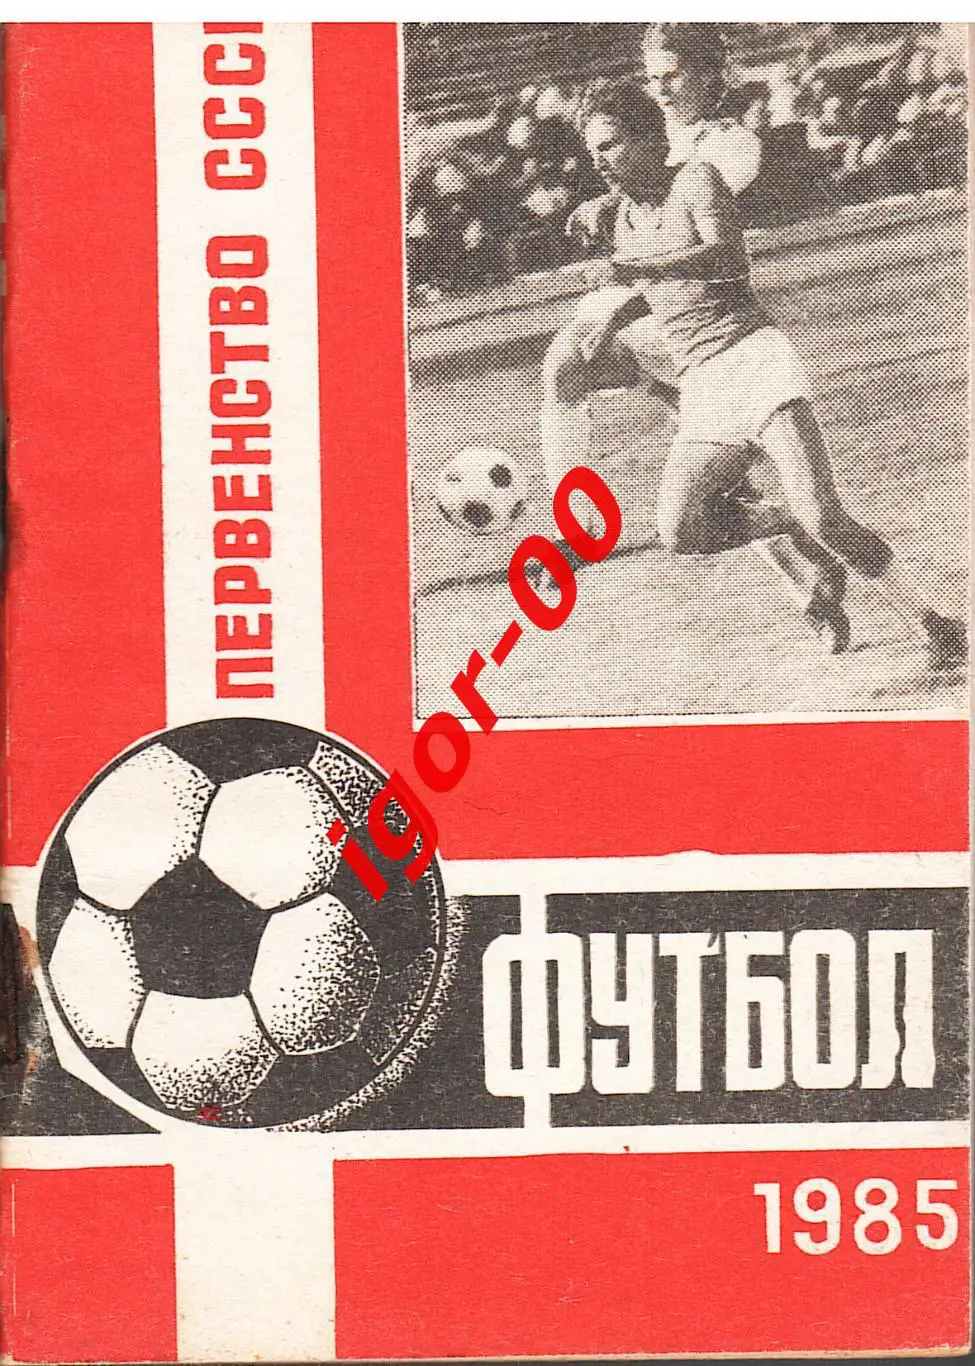 ПЕРВЕНСТВО СССР
igor-00
ФУТБОЛ
1985